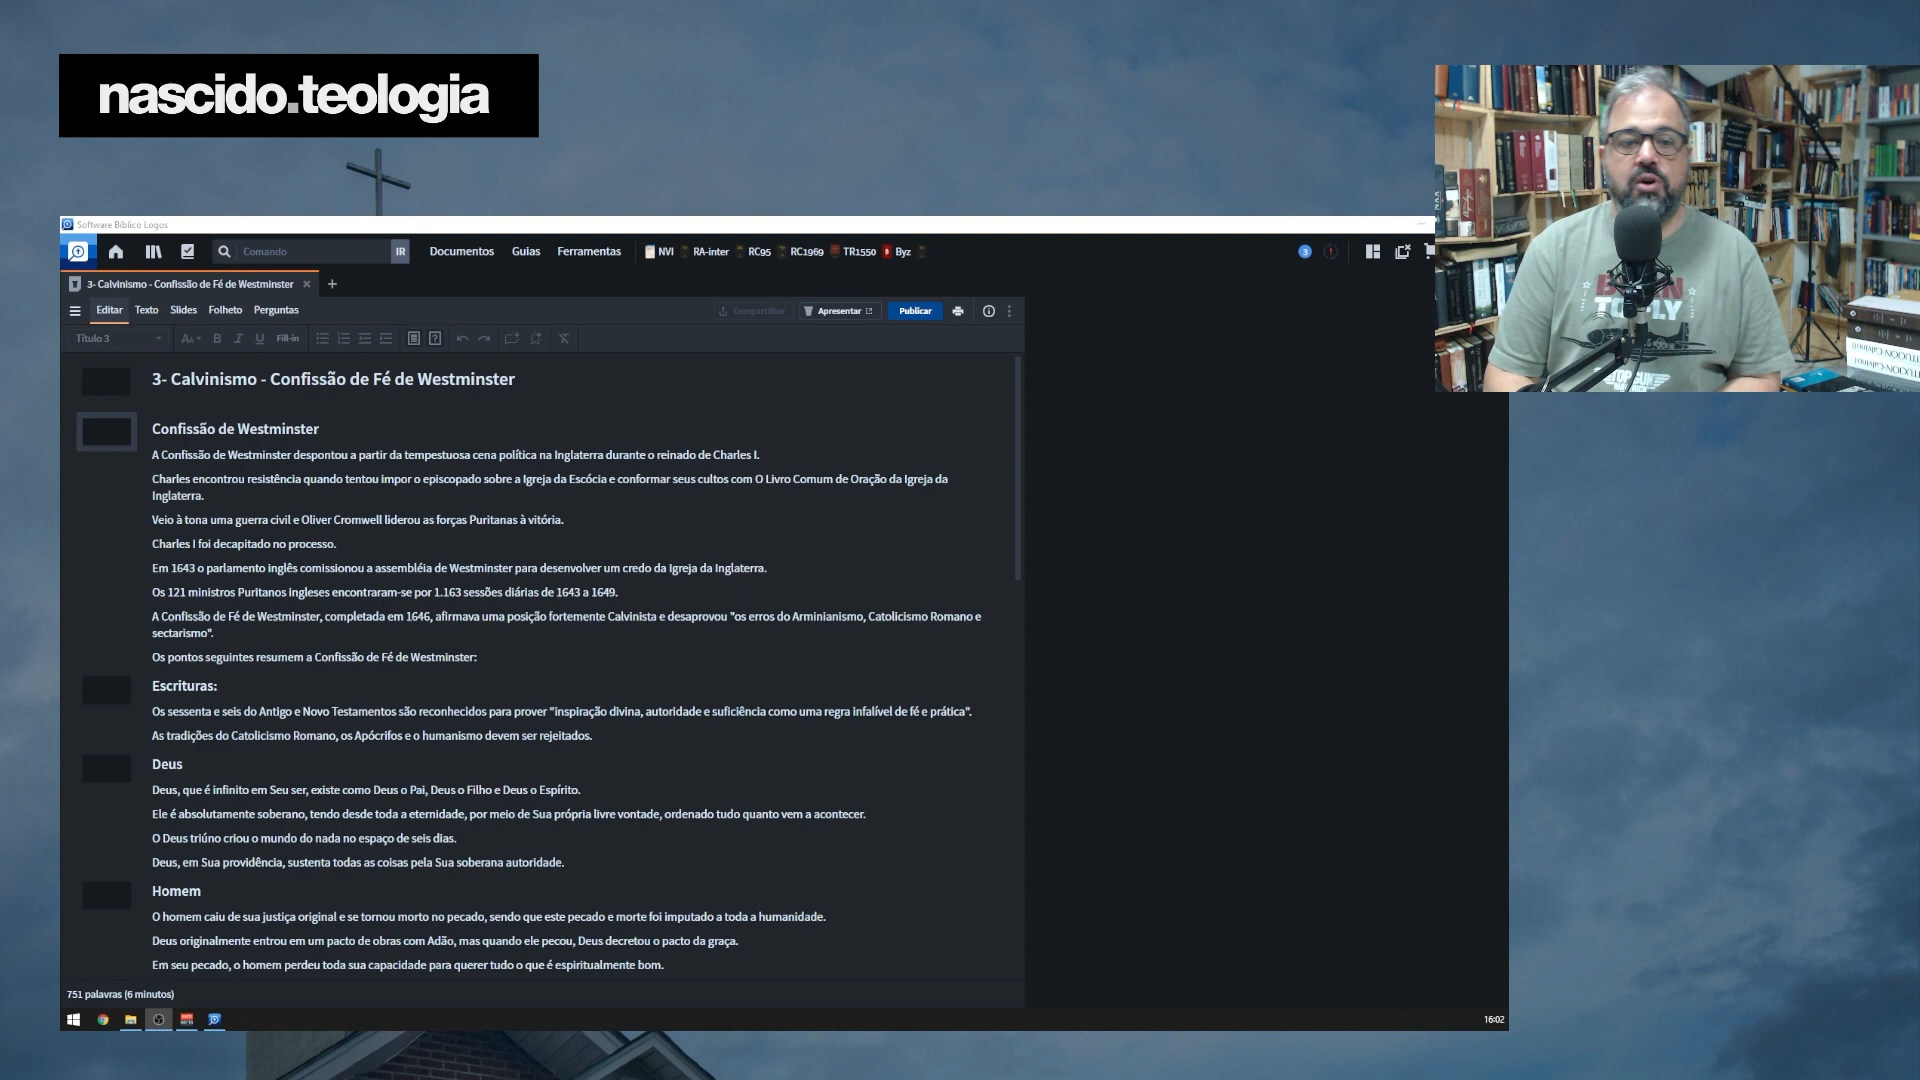 nascido.teologia
Software Bíblico Logos
Comando
IR
Documentos
Guias
Ferramentas
NVI
RA-inter
RC95
RC1969
TR1550
Byz
3
3- Calvinismo - Confissão de Fé de Westminster
Editar
Texto
Slides
Folheto
Perguntas
Compartilhar
Apresentar
Publicar
Título 3
Fill-in
3- Calvinismo - Confissão de Fé de Westminster
Confissão de Westminster
A Confissão de Westminster despontou a partir da tempestuosa cena política na Inglaterra durante o reinado de Charles I.
Charles encontrou resistência quando tentou impor o episcopado sobre a Igreja da Escócia e conformar seus cultos com O Livro Comum de Oração da Igreja da
Inglaterra.
Veio à tona uma guerra civil e Oliver Cromwell liderou as forças Puritanas à vitória.
Charles I foi decapitado no processo.
Em 1643 o parlamento inglês comissionou a assembléia de Westminster para desenvolver um credo da Igreja da Inglaterra.
Os 121 ministros Puritanos ingleses encontraram-se por 1.163 sessões diárias de 1643 a 1649.
A Confissão de Fé de Westminster, completada em 1646, afirmava uma posição fortemente Calvinista e desaprovou "os erros do Arminianismo, Catolicismo Romano e
sectarismo".
Os pontos seguintes resumem a Confissão de Fé de Westminster:
Escrituras:
Os sessenta e seis do Antigo e Novo Testamentos são reconhecidos para prover "inspiração divina, autoridade e suficiência como uma regra infalível de fé e prática".
As tradições do Catolicismo Romano, os Apócrifos e o humanismo devem ser rejeitados.
Deus
Deus, que é infinito em Seu ser, existe como Deus o Pai, Deus o Filho e Deus o Espírito.
Ele é absolutamente soberano, tendo desde toda a eternidade, por meio de Sua própria livre vontade, ordenado tudo quanto vem a acontecer.
O Deus triúno criou o mundo do nada no espaço de seis dias.
Deus, em Sua providência, sustenta todas as coisas pela Sua soberana autoridade.
Homem
O homem caiu de sua justiça original e se tornou morto no pecado, sendo que este pecado e morte foi imputado a toda a humanidade.
Deus originalmente entrou em um pacto de obras com Adão, mas quando ele pecou, Deus decretou o pacto da graça.
Em seu pecado, o homem perdeu toda sua capacidade para querer tudo o que é espiritualmente bom.
751 palavras (6 minutos)
16:02
TOP GUN